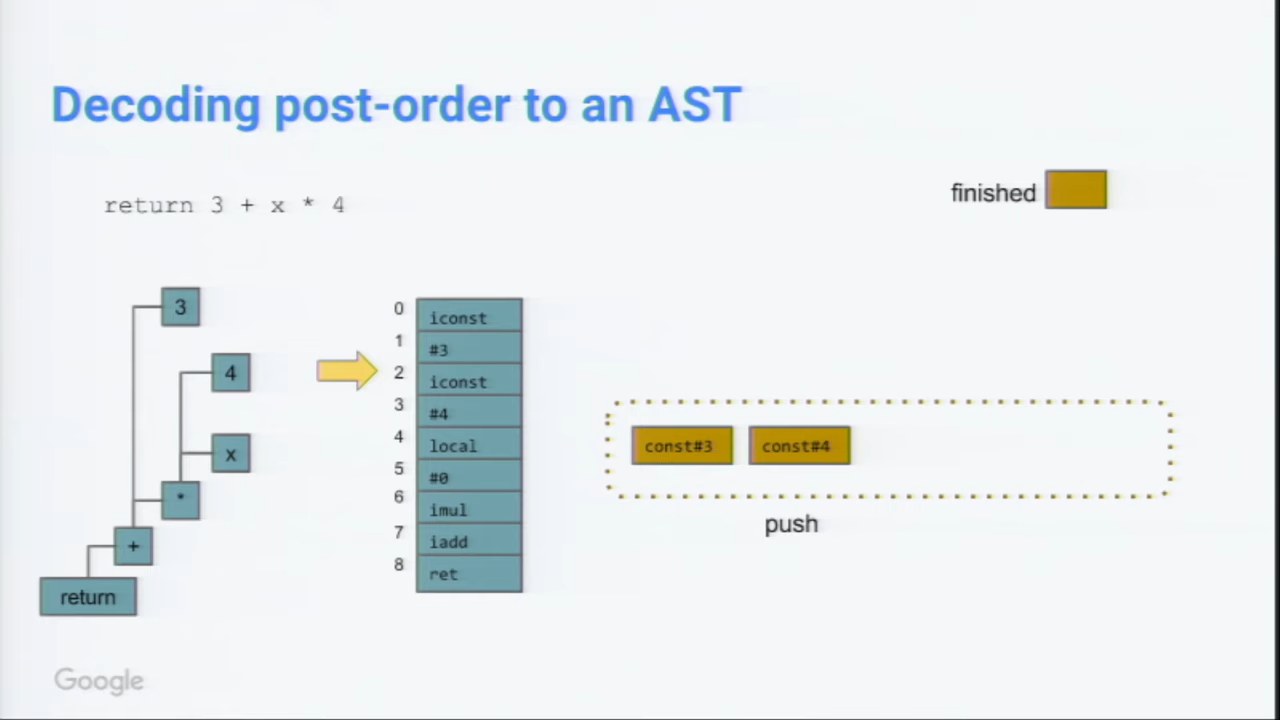 Decoding post-order to an AST
return 3 + x * 4
finished
3
4
x
*
+
return
0 iconst
1 #3
2 iconst
3 #4
4 local
5 #0
6 imul
7 iadd
8 ret
const#3 const#4
push
Google